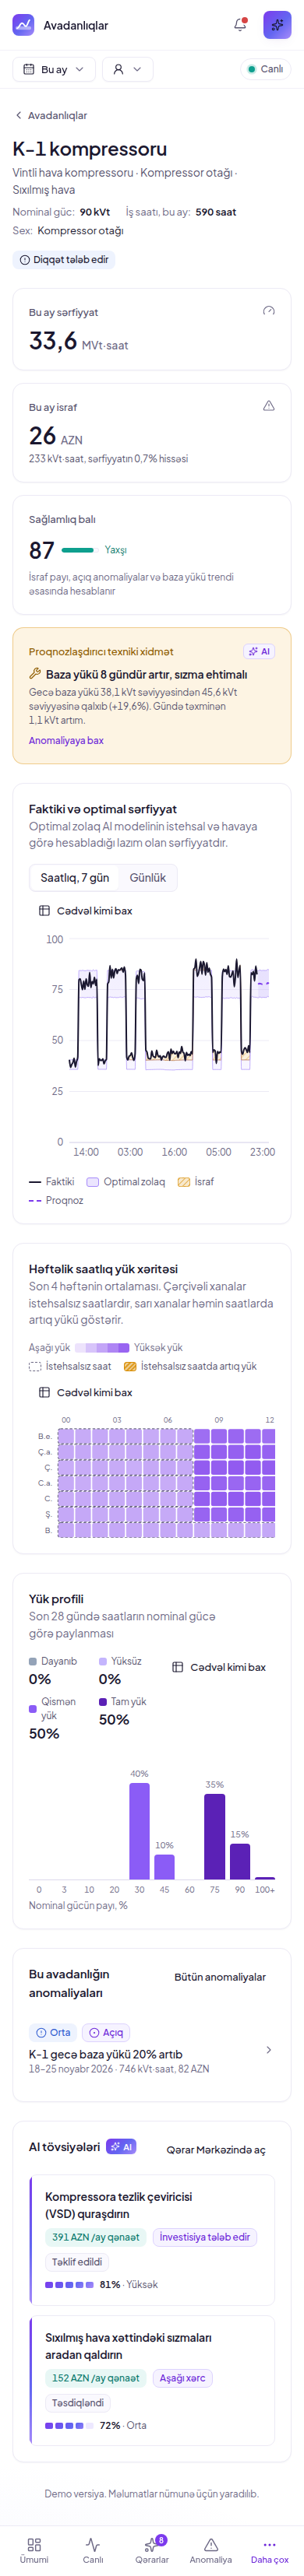 Avadanlıqlar
Bu ay
Canlı
Avadanlıqlar
K-1 kompressoru
Vintli hava kompressoru · Kompressor otağı ·
Sıxılmış hava
Nominal güc: 90 kVt İş saatı, bu ay: 590 saat
Sex: Kompressor otağı
Diqqət tələb edir
Bu ay sərfiyyat
33,6 MVt·saat
Bu ay israf
26 AZN
233 kVt·saat, sərfiyyatın 0,7% hissəsi
Sağlamlıq balı
87 Yaxşı
İsraf payı, açıq anomaliyalar və baza yükü trendi
əsasında hesablanır
Proqnozlaşdırıcı texniki xidmət AI
Baza yükü 8 gündür artır, sızma ehtimalı
Gecə baza yükü 38,1 kVt səviyyəsindən 45,6 kVt
səviyyəsinə qalxıb (+19,6%). Gündə təxminən
1,1 kVt artım.
Anomaliyaya bax
Faktiki və optimal sərfiyyat
Optimal zolaq AI modelinin istehsal və havaya
görə hesabladığı lazım olan sərfiyyatdır.
Saatlıq, 7 gün Günlük
Cədvəl kimi bax
100
75
50
25
0
14:00 03:00 16:00 05:00 23:00
Faktiki Optimal zolaq İsraf
Proqnoz
Həftəlik saatlıq yük xəritəsi
Son 4 həftənin ortalaması. Çərçivəli xanalar
istehsalsız saatlardır, sarı xanalar həmin saatlarda
artıq yükü göstərir.
Aşağı yük Yüksək yük
İstehsalsız saat İstehsalsız saatda artıq yük
Cədvəl kimi bax
00 03 06 09 12
B.e.
Ç.a.
Ç.
C.a.
C.
Ş.
B.
Yük profili
Son 28 gündə saatların nominal gücə
görə paylanması
Dayanıb Yüksüz Cədvəl kimi bax
0% 0%
Qismən yük Tam yük
50% 50%
40% 10% 35% 15%
0 3 10 20 30 45 60 75 90 100+
Nominal gücün payı, %
Bu avadanlığın Bütün anomaliyalar
anomaliyaları
Orta Açıq
K-1 gecə baza yükü 20% artıb
18–25 noyabr 2026 · 746 kVt·saat, 82 AZN
AI tövsiyələri AI Qərar Mərkəzində aç
Kompressora tezlik çeviricisi
(VSD) quraşdırın
391 AZN /ay qənaət İnvestisiya tələb edir
Təklif edildi
81% · Yüksək
Sıxılmış hava xəttindəki sızmaları
aradan qaldırın
152 AZN /ay qənaət Aşağı xərc
Təsdiqləndi
72% · Orta
Demo versiya. Məlumatlar nümunə üçün yaradılıb.
8
Ümumi Canlı Qərarlar Anomaliya Daha çox